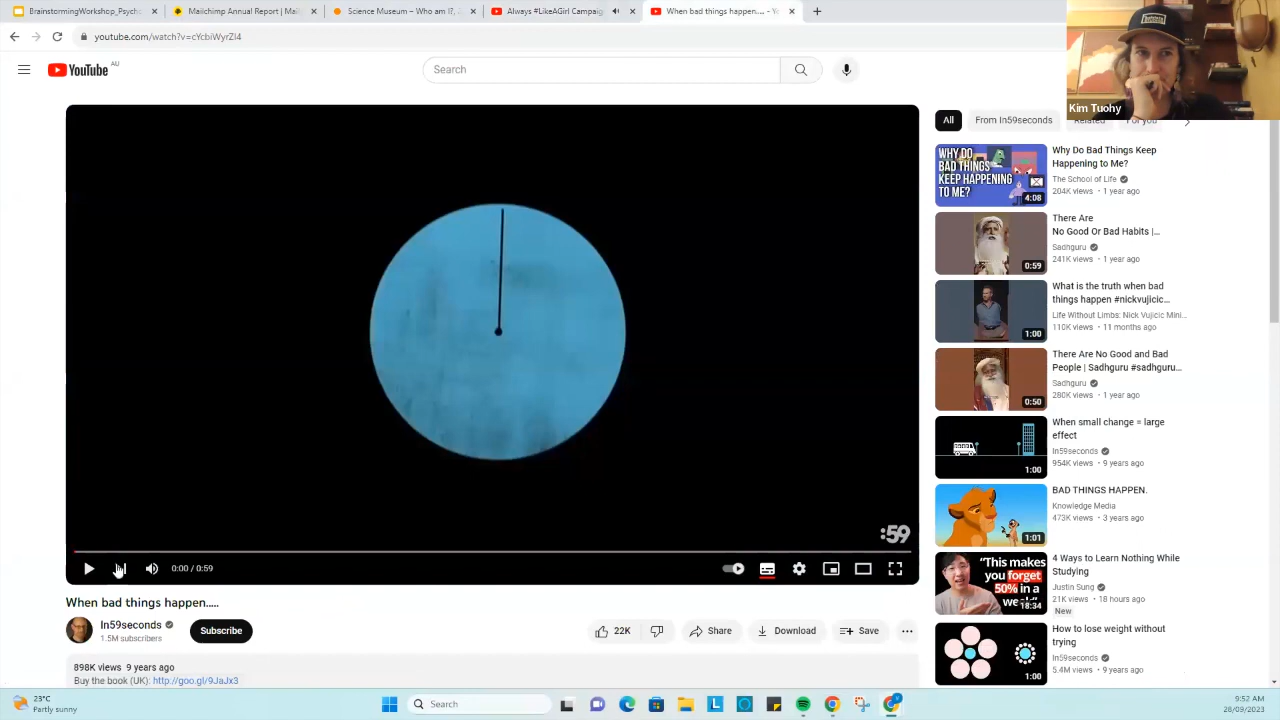 BrainstormingWorkshop_Psych
Mailchimp Annual Report | Mail
Science Museum – Who am I?, J
Always #LikeAGirl Campaig
When bad things happen.... - Yo
youtube.com/watch?v=cYcbiWyrZI4
YouTube AU
Search
Kim Tuohy
All
From In59seconds
Related
For you
WHY DO
BAD THINGS
KEEP HAPPENING
TO ME?
4:08
Why Do Bad Things Keep
Happening to Me?
The School of Life
204K views • 1 year ago
0:59
There Are
No Good Or Bad Habits |...
Sadhguru
241K views • 1 year ago
1:00
What is the truth when bad
things happen #nickvujicic...
Life Without Limbs: Nick Vujicic Mini...
110K views • 11 months ago
0:50
There Are No Good and Bad
People | Sadhguru #sadhguru...
Sadhguru
280K views • 1 year ago
1:00
When small change = large
effect
In59seconds
954K views • 9 years ago
1:01
BAD THINGS HAPPEN.
Knowledge Media
473K views • 3 years ago
"This makes
you forget
50% in a
18:34
4 Ways to Learn Nothing While
Studying
Justin Sung
21K views • 18 hours ago
New
1:00
How to lose weight without
trying
In59seconds
5.4M views • 9 years ago
:59
0:00 / 0:59
When bad things happen.....
In59seconds
1.5M subscribers
Subscribe
22K
Share
Download
Save
898K views 9 years ago
Buy the book (UK): http://goo.gl/9JaJx3
23°C
Partly sunny
Search
9:52 AM
28/09/2023